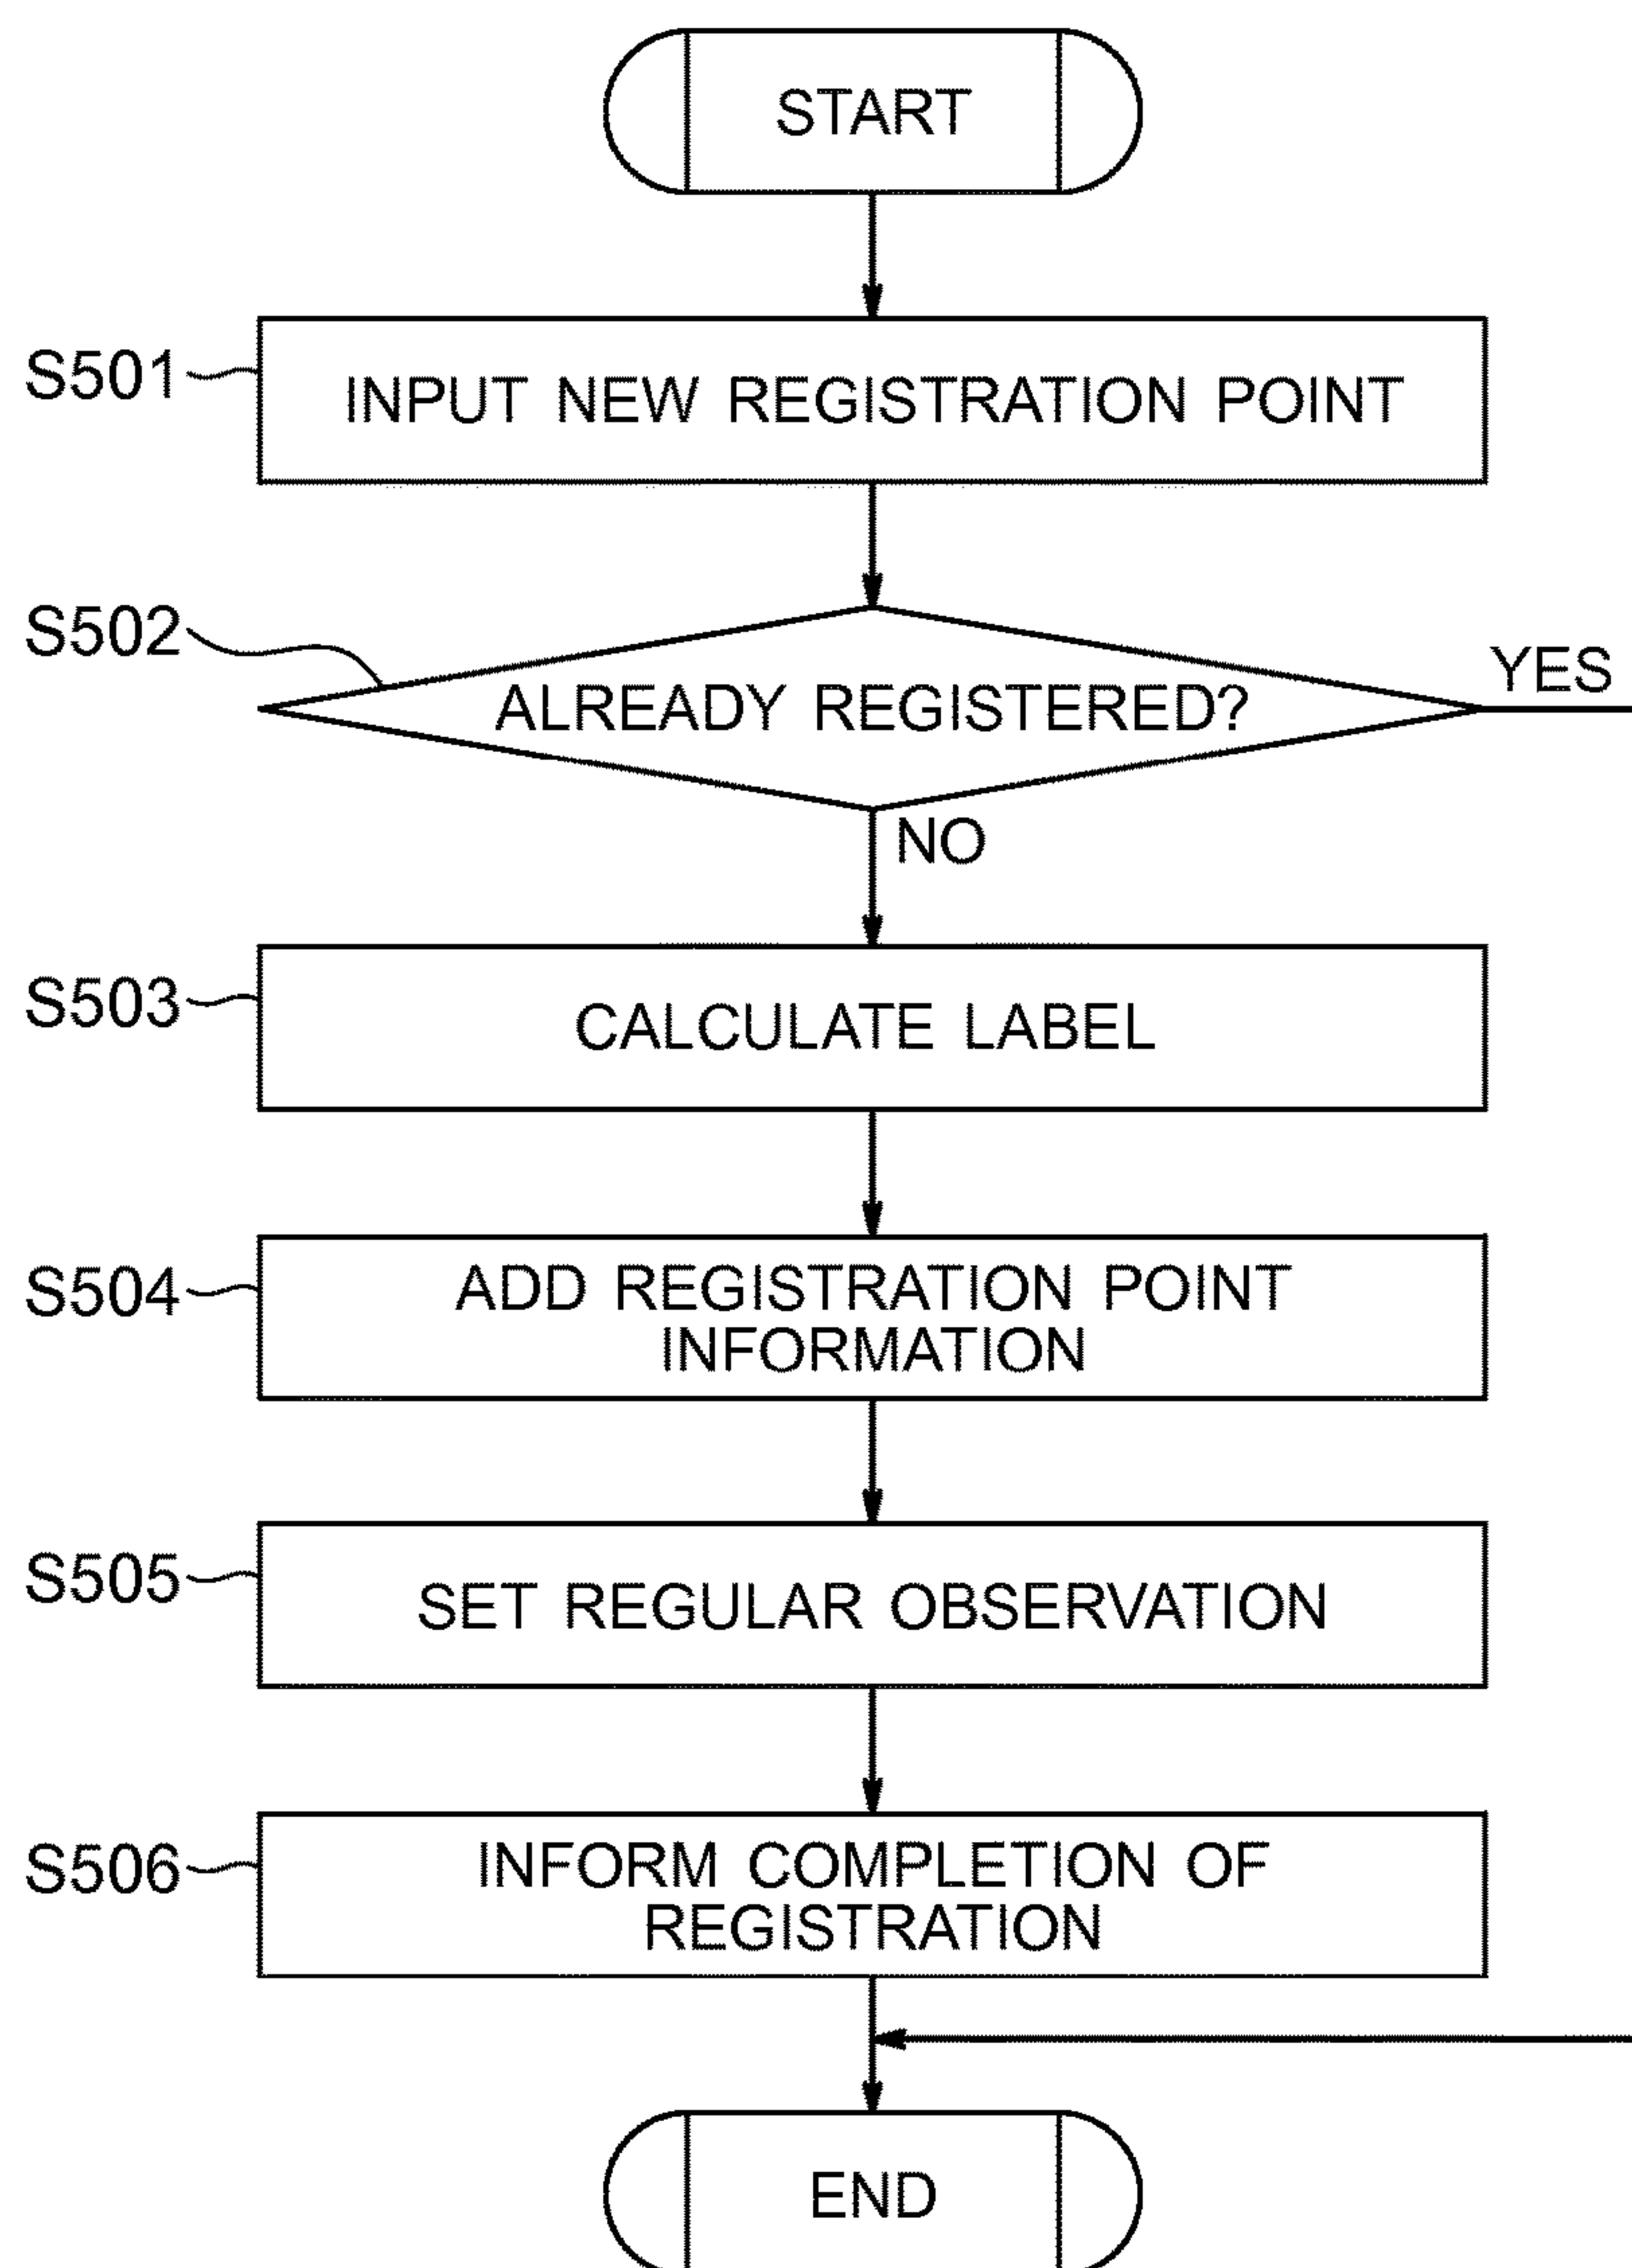 START
S501
INPUT NEW REGISTRATION POINT
S502
ALREADY REGISTERED?
YES
NO
S503
CALCULATE LABEL
S504
ADD REGISTRATION POINT
INFORMATION
S505
SET REGULAR OBSERVATION
S506
INFORM COMPLETION OF
REGISTRATION
END